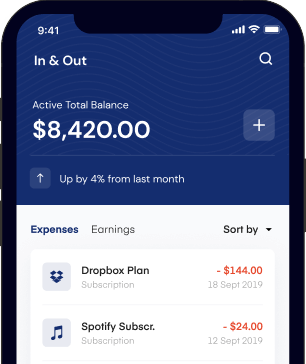 9:41
In & Out
Active Total Balance
$8,420.00
Up by 4% from last month
Expenses Earnings Sort by
Dropbox Plan - $144.00
Subscription 18 Sept 2019
Spotify Subscr. - $24.00
Subscription 12 Sept 2019